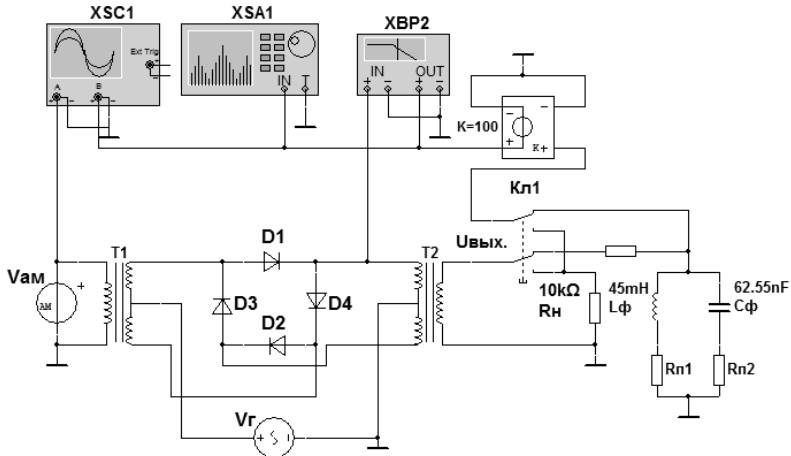 XSC1
XSA1
XBP2
Ext Trig
A
B
IN
T
IN
OUT
K=100
K+
Кл1
T1
D1
T2
Uвых.
Vам
AM
D3
D4
D2
10kΩ
Rн
45mH
Lф
62.55nF
Cф
Rп1
Rп2
Vг